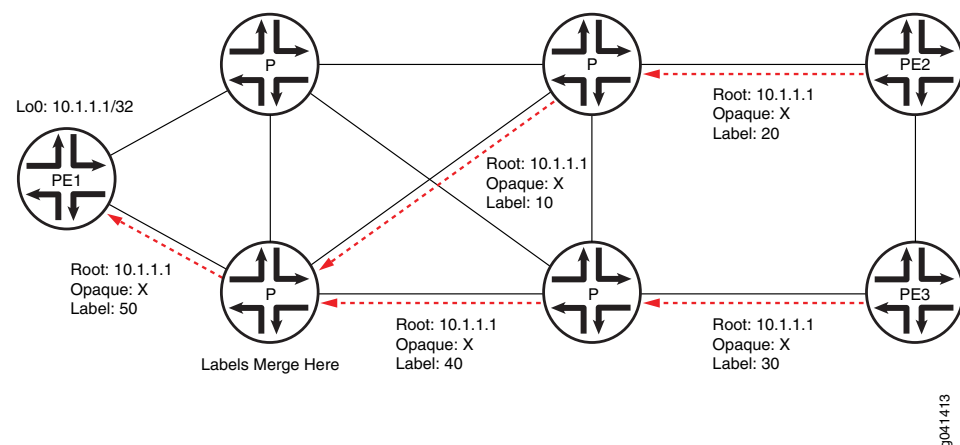 P
P
PE2
Lo0: 10.1.1.1/32
Root: 10.1.1.1
Opaque: X
Label: 20
PE1
Root: 10.1.1.1
Opaque: X
Label: 10
Root: 10.1.1.1
Opaque: X
Label: 50
P
P
PE3
Root: 10.1.1.1
Opaque: X
Label: 40
Root: 10.1.1.1
Opaque: X
Label: 30
Labels Merge Here
g041413